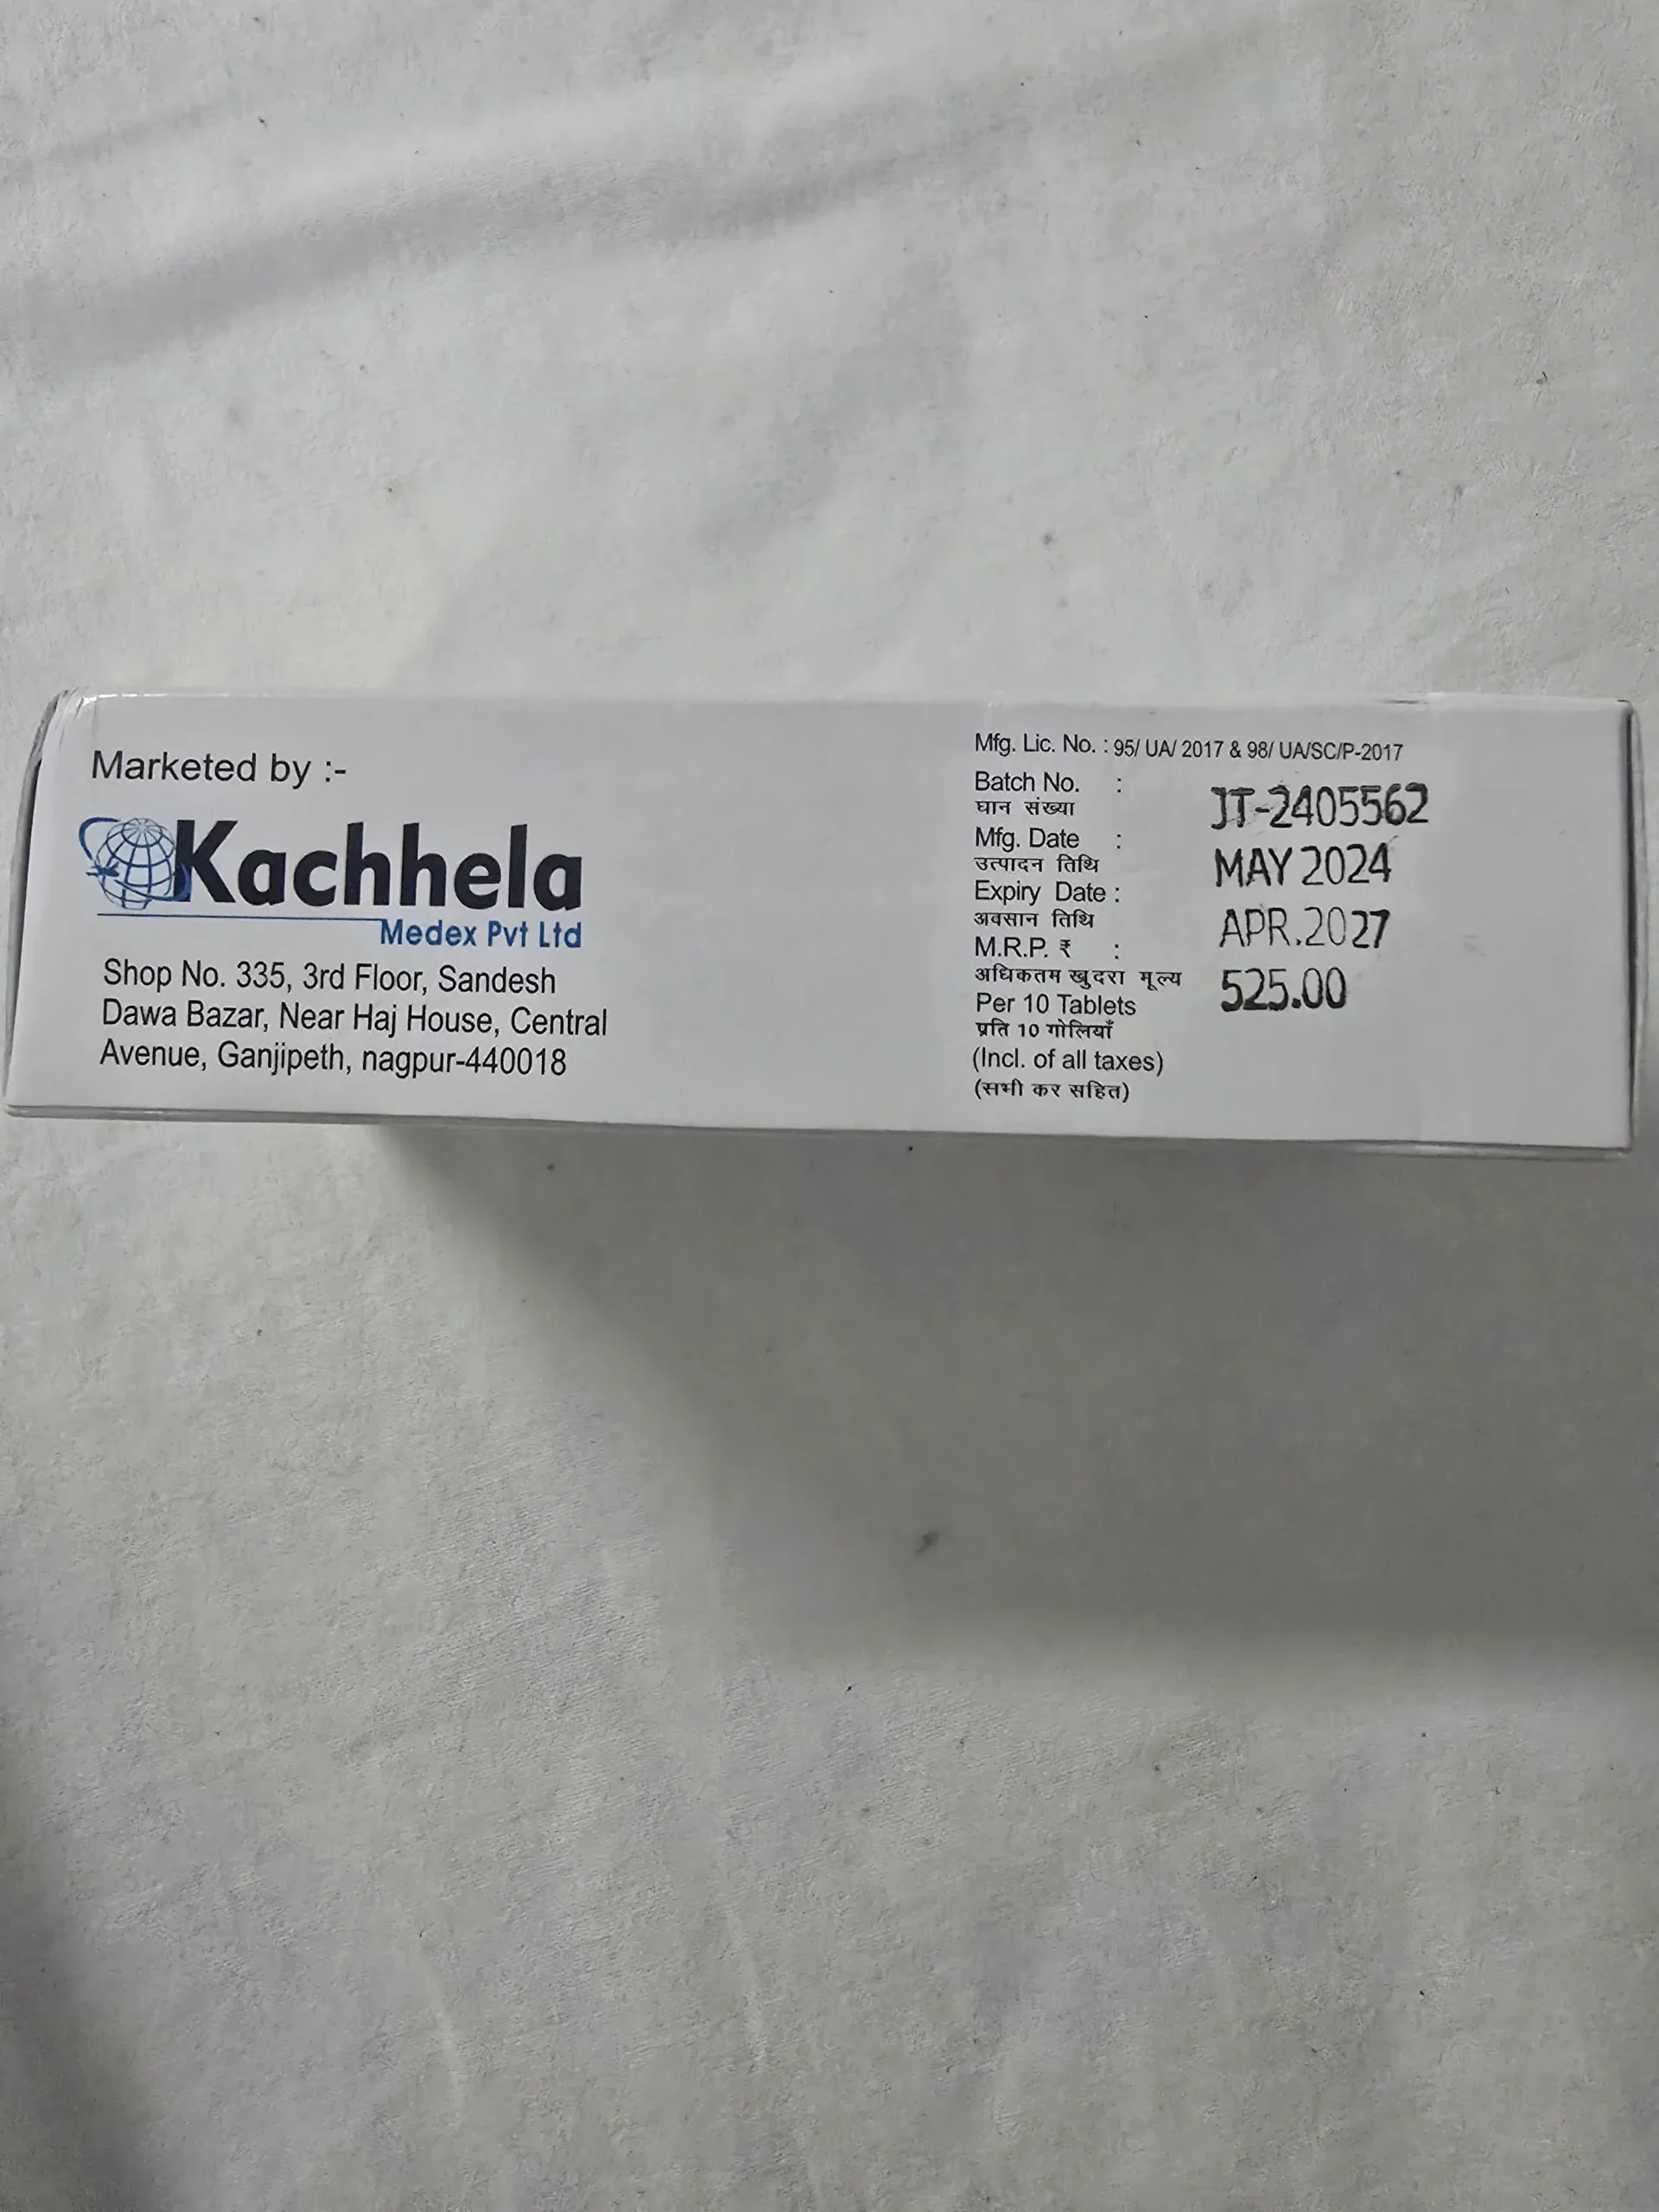 Marketed by :-
Kachhela
Medex Pvt Ltd
Shop No. 335, 3rd Floor, Sandesh
Dawa Bazar, Near Haj House, Central
Avenue, Ganjipeth, nagpur-440018
Mfg. Lic. No. : 95/ UA/ 2017 & 98/ UA/SC/P-2017
Batch No. : JT-2405562
घान संख्या
Mfg. Date : MAY 2024
उत्पादन तिथि
Expiry Date : APR.2027
अवसान तिथि
M.R.P. ₹ : 525.00
अधिकतम खुदरा मूल्य
Per 10 Tablets
प्रति 10 गोलियाँ
(Incl. of all taxes)
(सभी कर सहित)